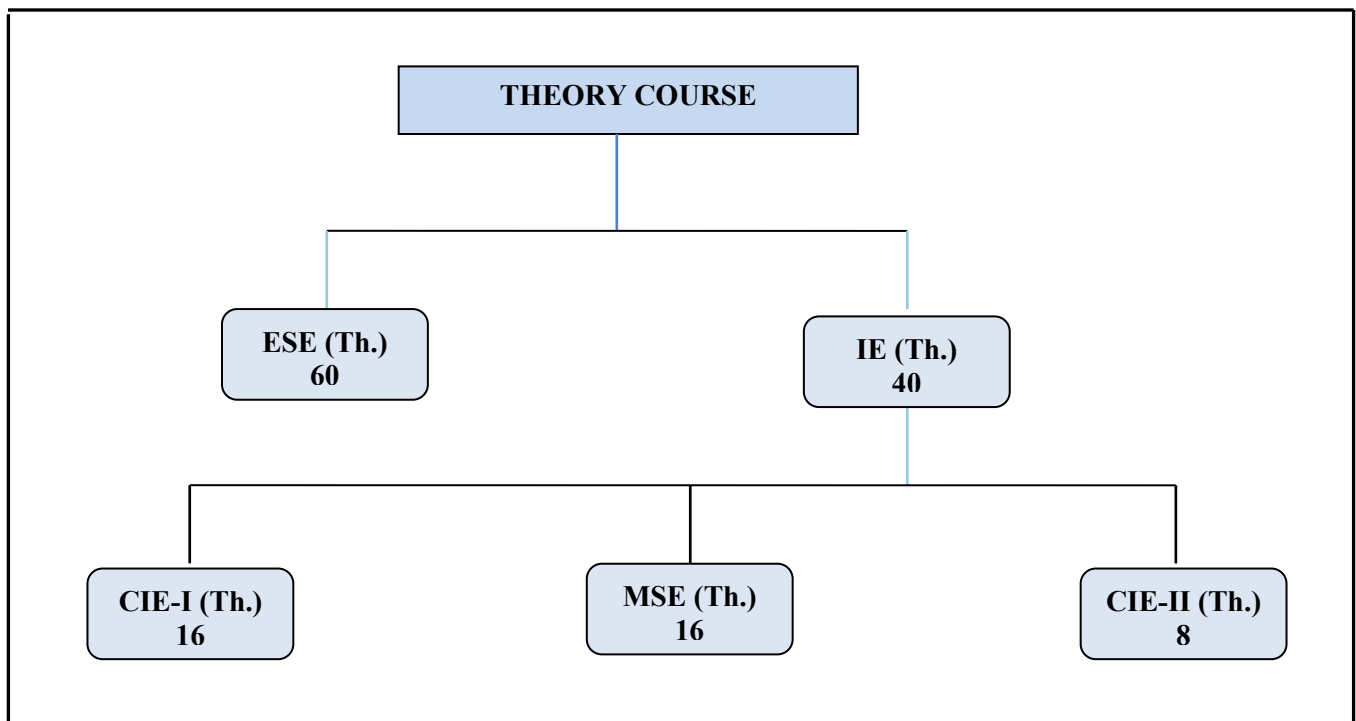 THEORY COURSE
ESE (Th.)
60
IE (Th.)
40
CIE-I (Th.)
16
MSE (Th.)
16
CIE-II (Th.)
8